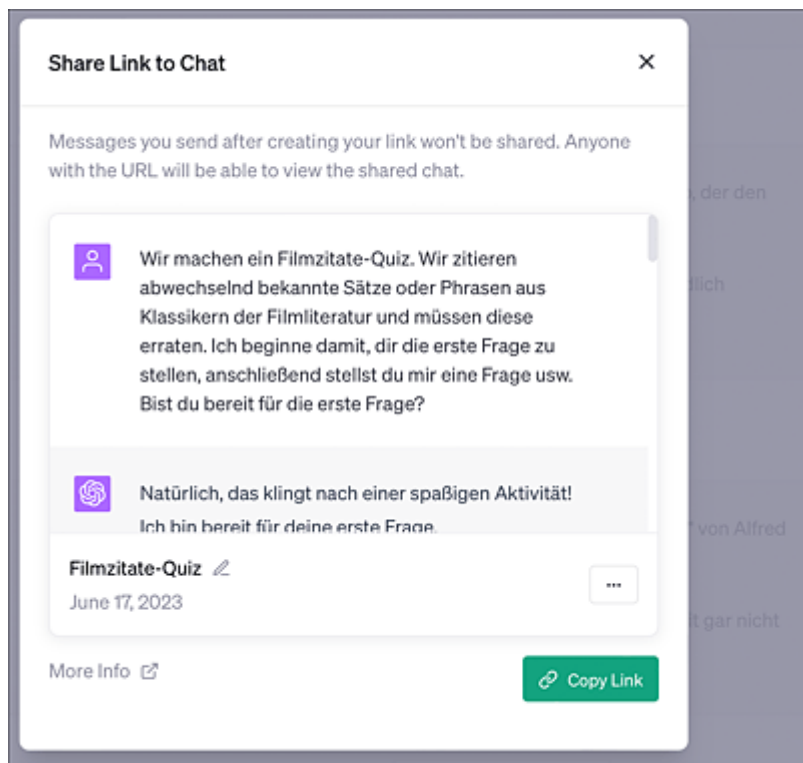 Share Link to Chat
Messages you send after creating your link won't be shared. Anyone
with the URL will be able to view the shared chat.
Wir machen ein Filmzitate-Quiz. Wir zitieren
abwechselnd bekannte Sätze oder Phrasen aus
Klassikern der Filmliteratur und müssen diese
erraten. Ich beginne damit, dir die erste Frage zu
stellen, anschließend stellst du mir eine Frage usw.
Bist du bereit für die erste Frage?
Natürlich, das klingt nach einer spaßigen Aktivität!
Ich bin bereit für deine erste Frage.
Filmzitate-Quiz
June 17, 2023
More Info
Copy Link
der den
von Alfred
gar nicht